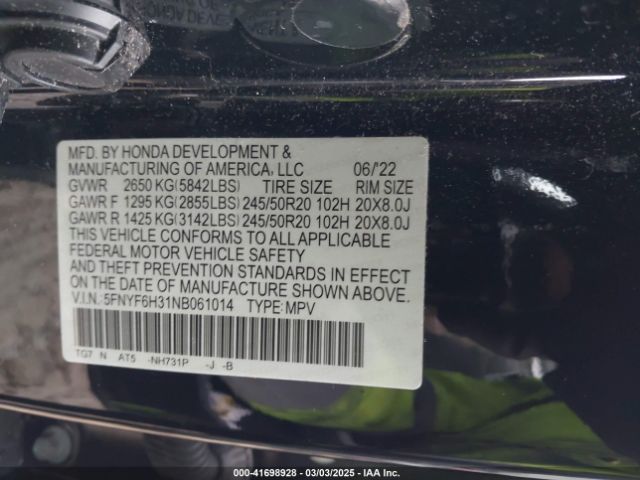 MFD. BY HONDA DEVELOPMENT &
MANUFACTURING OF AMERICA, LLC 06/'22
GVWR 2650 KG(5842LBS) TIRE SIZE RIM SIZE
GAWR F 1295 KG(2855LBS) 245/50R20 102H 20X8.0J
GAWR R 1425 KG(3142LBS) 245/50R20 102H 20X8.0J
THIS VEHICLE CONFORMS TO ALL APPLICABLE
FEDERAL MOTOR VEHICLE SAFETY
AND THEFT PREVENTION STANDARDS IN EFFECT
ON THE DATE OF MANUFACTURE SHOWN ABOVE.
V.I.N.: 5FNYF6H31NB061014 TYPE: MPV
TG7 N AT5 -NH731P -J -B
000-41698928 - 03/03/2025 - IAA Inc.